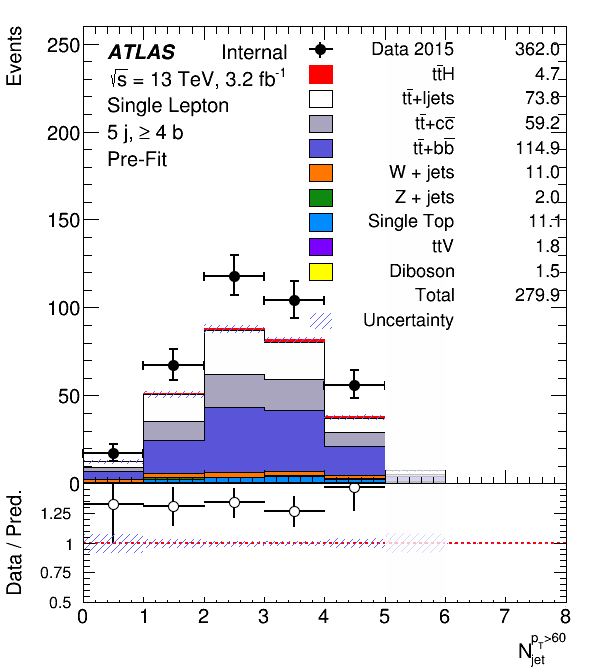 Events
ATLAS Internal
√s = 13 TeV, 3.2 fb⁻¹
Single Lepton
5 j, ≥ 4 b
Pre-Fit
Data 2015 362.0
tt̄H 4.7
tt̄+ljets 73.8
tt̄+cc̄ 59.2
tt̄+bb̄ 114.9
W + jets 11.0
Z + jets 2.0
Single Top 11.1
ttV 1.8
Diboson 1.5
Total 279.9
Uncertainty
250
200
150
100
50
0
Data / Pred.
1.25
1
0.75
0.5
0 1 2 3 4 5 6 7 8
N_jet^{p_T>60}